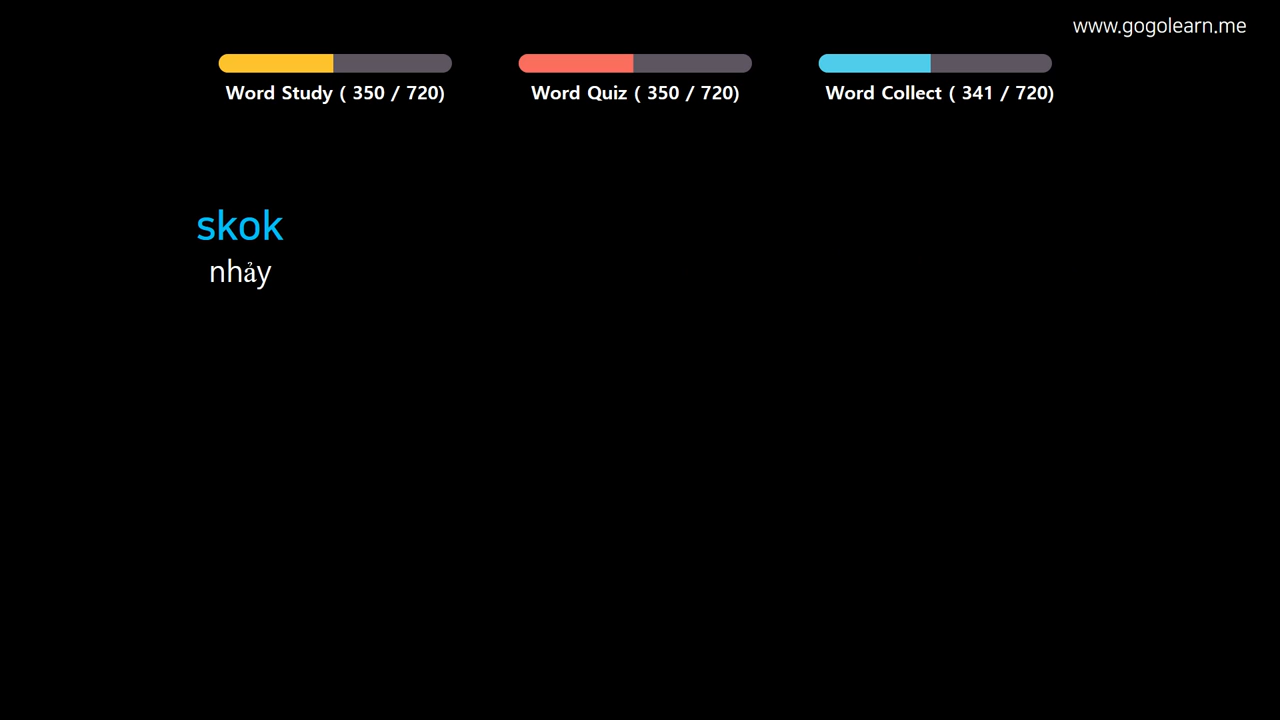 www.gogolearn.me
Word Study ( 350 / 720)
Word Quiz ( 350 / 720)
Word Collect ( 341 / 720)
skok
nhảy